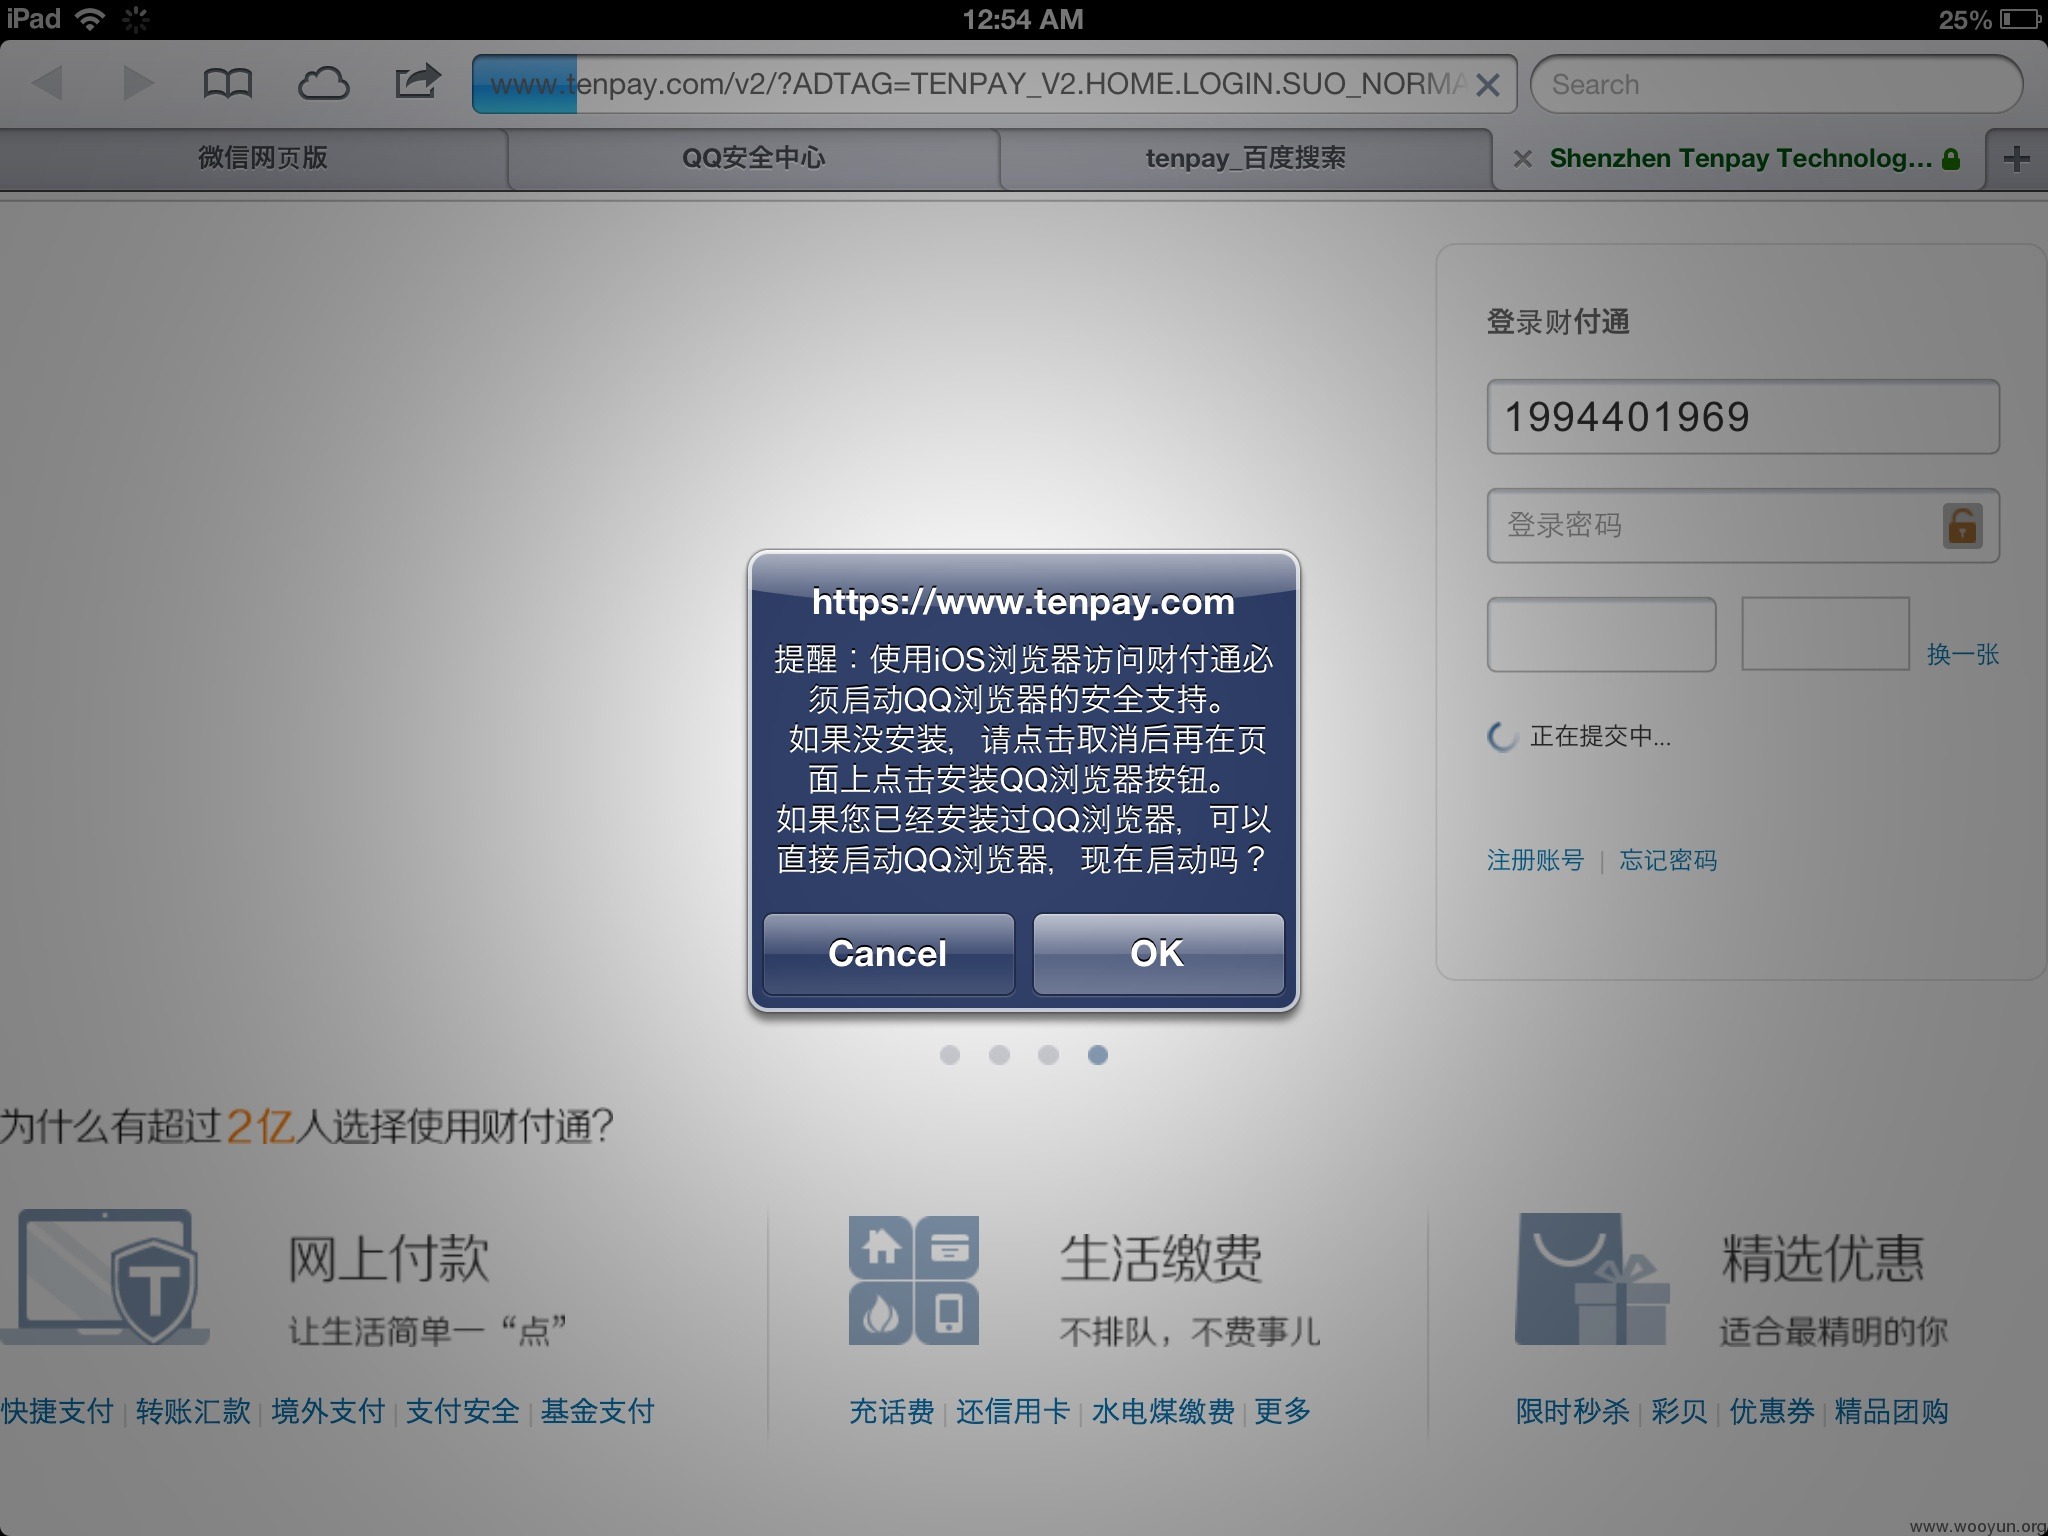 iPad
12:54 AM
25%
www.tenpay.com/v2/?ADTAG=TENPAY_V2.HOME.LOGIN.SUO_NORMA
Search
微信网页版
QQ安全中心
tenpay_百度搜索
Shenzhen Tenpay Technolog...
登录财付通
1994401969
登录密码
换一张
正在提交中...
注册账号 | 忘记密码
https://www.tenpay.com
提醒：使用iOS浏览器访问财付通必
须启动QQ浏览器的安全支持。
如果没安装，请点击取消后再在页
面上点击安装QQ浏览器按钮。
如果您已经安装过QQ浏览器，可以
直接启动QQ浏览器，现在启动吗？
Cancel
OK
为什么有超过2亿人选择使用财付通?
T
网上付款
让生活简单一“点”
快捷支付 | 转账汇款 | 境外支付 | 支付安全 | 基金支付
生活缴费
不排队，不费事儿
充话费 | 还信用卡 | 水电煤缴费 | 更多
精选优惠
适合最精明的你
限时秒杀 | 彩贝 | 优惠券 | 精品团购
www.wooyun.org